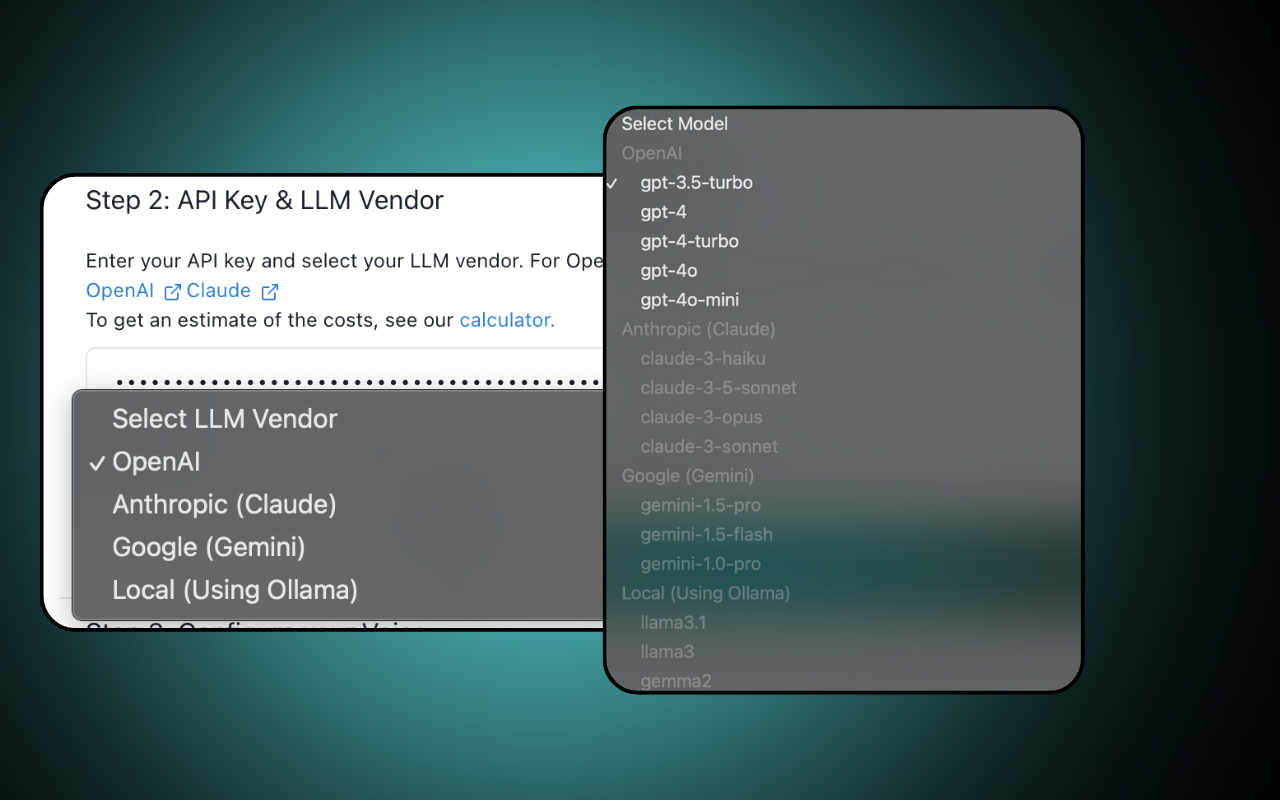 Step 2: API Key & LLM Vendor
Enter your API key and select your LLM vendor. For Ope
OpenAI Claude
To get an estimate of the costs, see our calculator.
Select LLM Vendor
✓ OpenAI
Anthropic (Claude)
Google (Gemini)
Local (Using Ollama)
Step 3: Configure your Voice
Select Model
OpenAI
✓ gpt-3.5-turbo
gpt-4
gpt-4-turbo
gpt-4o
gpt-4o-mini
Anthropic (Claude)
claude-3-haiku
claude-3-5-sonnet
claude-3-opus
claude-3-sonnet
Google (Gemini)
gemini-1.5-pro
gemini-1.5-flash
gemini-1.0-pro
Local (Using Ollama)
llama3.1
llama3
gemma2